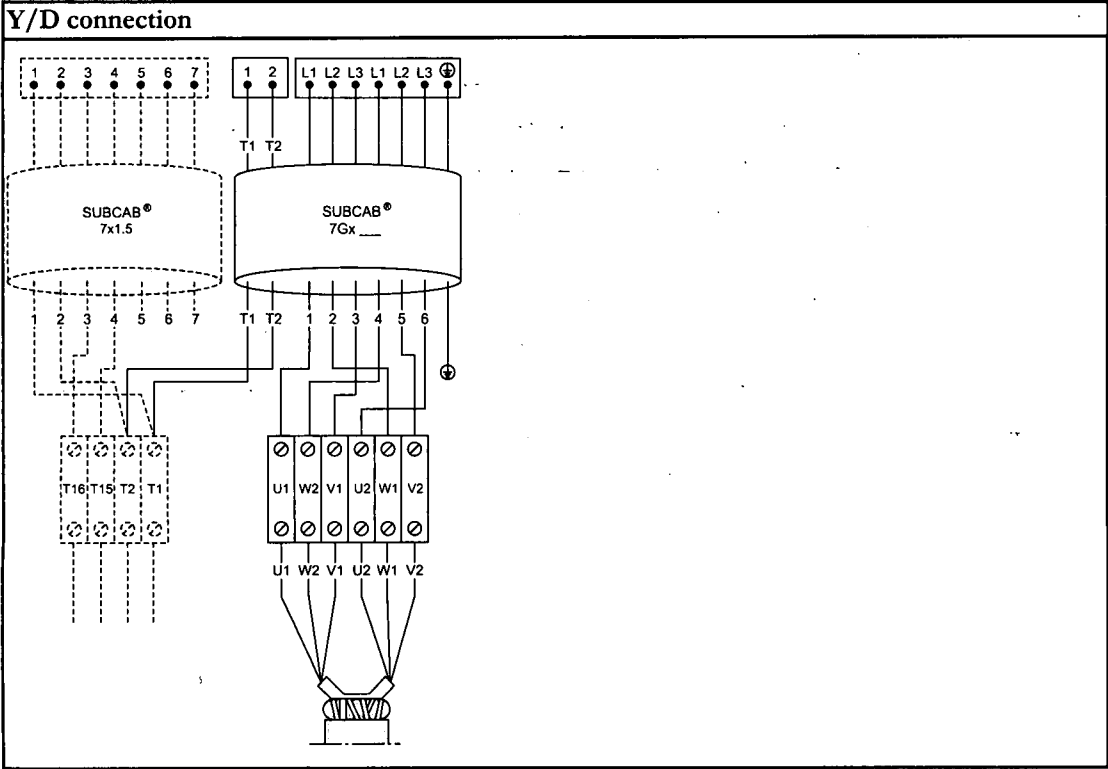 Y/D connection
1 2 3 4 5 6 7 1 2 L1 L2 L3 L1 L2 L3
T1 T2
SUBCAB® SUBCAB®
7x1.5 7Gx ___
1 2 3 4 5 6 7 T1 T2 1 2 3 4 5 6
T16 T15 T2 T1 U1 W2 V1 U2 W1 V2
U1 W2 V1 U2 W1 V2